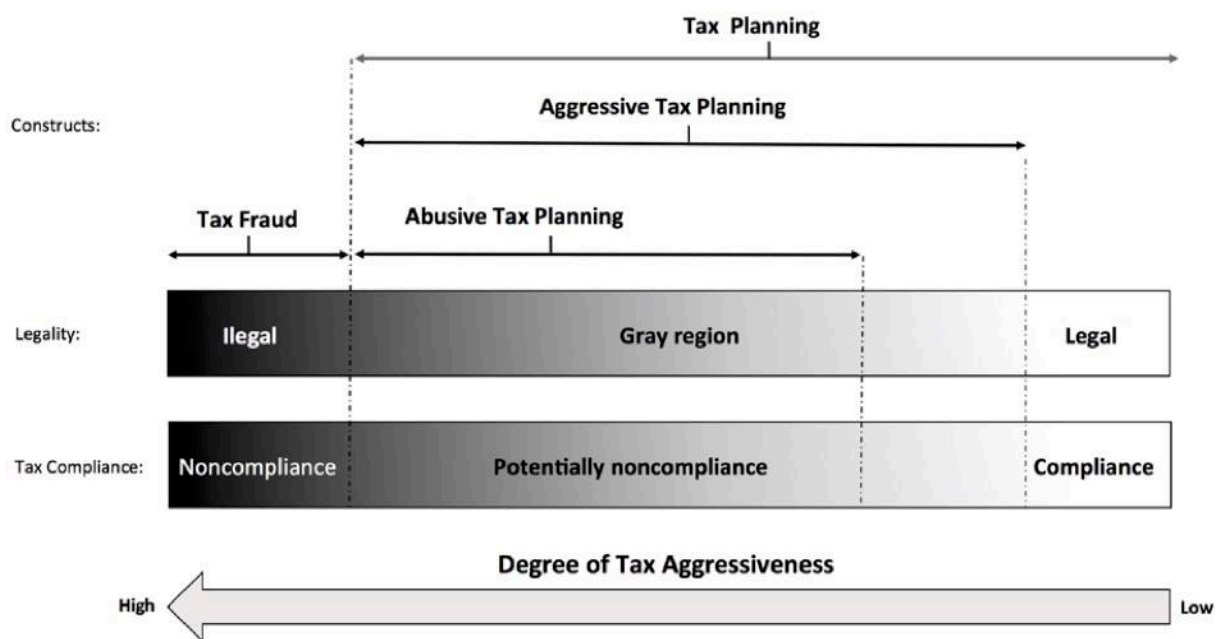 Tax Planning
Constructs:
Aggressive Tax Planning
Tax Fraud
Abusive Tax Planning
Legality:
Ilegal
Gray region
Legal
Tax Compliance:
Noncompliance
Potentially noncompliance
Compliance
Degree of Tax Aggressiveness
High
Low